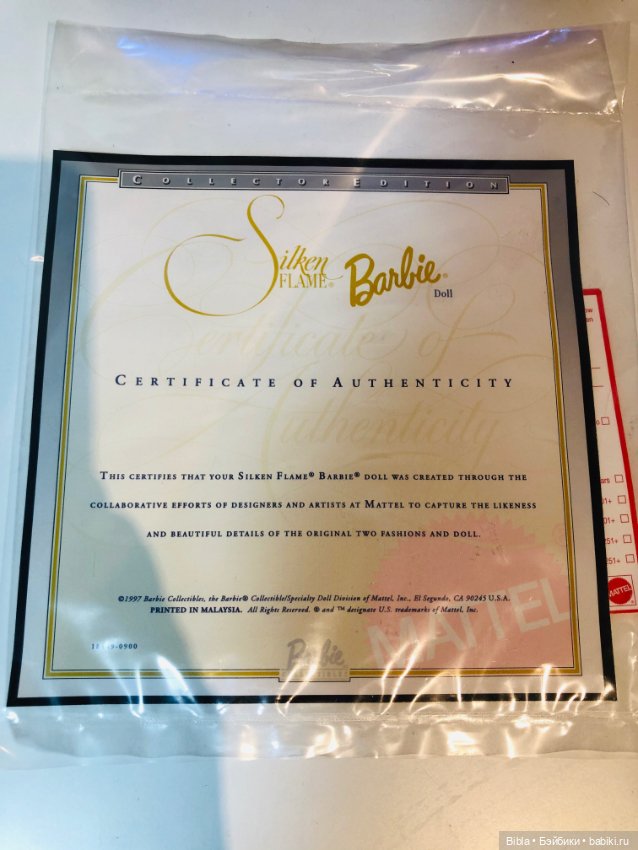 COLLECTOR EDITION
Silken
FLAME® Barbie®
Doll
Certificate of
CERTIFICATE OF AUTHENTICITY
Authenticity
THIS CERTIFIES THAT YOUR SILKEN FLAME® BARBIE® DOLL WAS CREATED THROUGH THE
COLLABORATIVE EFFORTS OF DESIGNERS AND ARTISTS AT MATTEL TO CAPTURE THE LIKENESS
AND BEAUTIFUL DETAILS OF THE ORIGINAL TWO FASHIONS AND DOLL.
©1997 Barbie Collectibles, the Barbie® Collectible/Specialty Doll Division of Mattel, Inc., El Segundo, CA 90245 U.S.A.
PRINTED IN MALAYSIA. All Rights Reserved. ® and ™ designate U.S. trademarks of Mattel, Inc.
MATTEL
-0900
Barbie
51+
MATTEL
Bibla • Бэйбики • babiki.ru